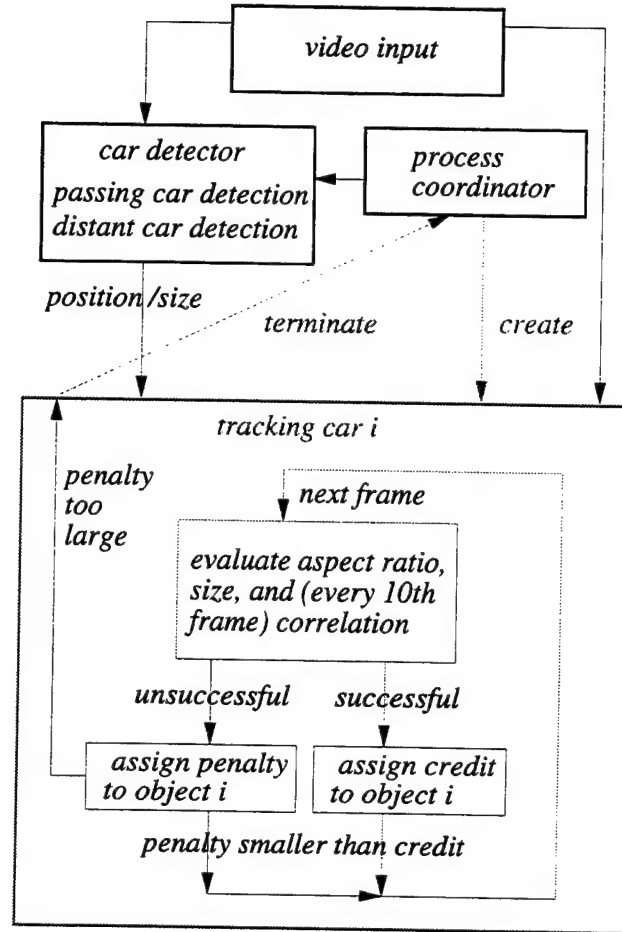 video input
car detector
passing car detection
distant car detection
process
coordinator
position/size
terminate
create
tracking car i
penalty
too
large
next frame
evaluate aspect ratio,
size, and (every 10th
frame) correlation
unsuccessful
successful
assign penalty
to object i
assign credit
to object i
penalty smaller than credit